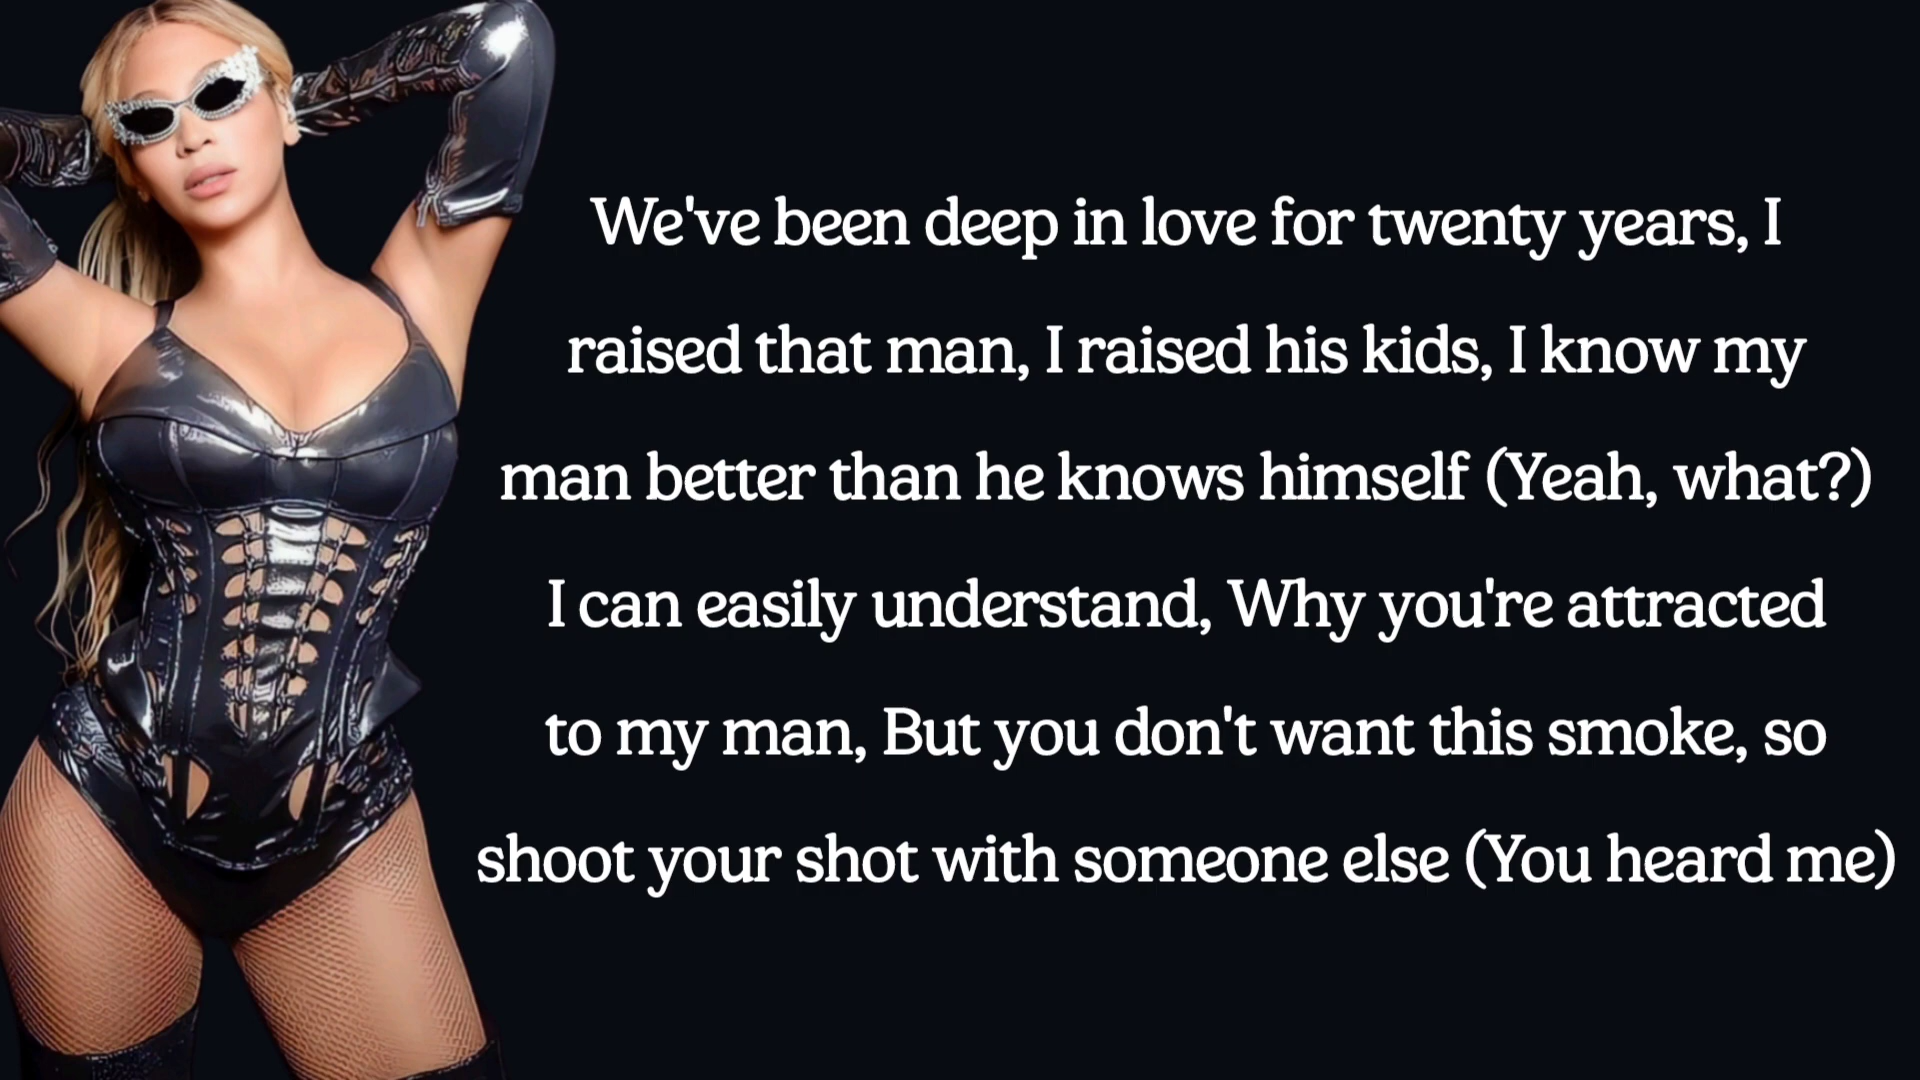 We've been deep in love for twenty years, I
raised that man, I raised his kids, I know my
man better than he knows himself (Yeah, what?)
I can easily understand, Why you're attracted
to my man, But you don't want this smoke, so
shoot your shot with someone else (You heard me)